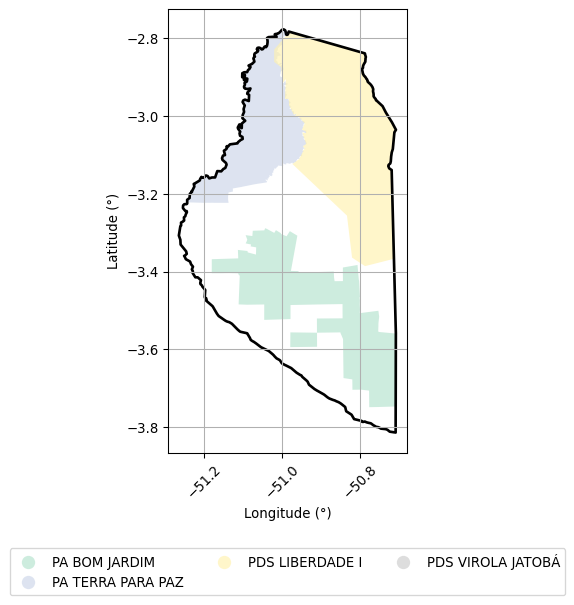 −2.8
−3.0
−3.2
−3.4
−3.6
−3.8
Latitude (°)
−51.2
−51.0
−50.8
Longitude (°)
PA BOM JARDIM
PA TERRA PARA PAZ
PDS LIBERDADE I
PDS VIROLA JATOBÁ